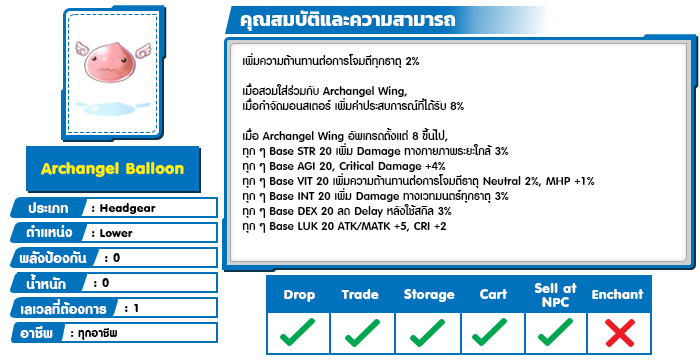 คุณสมบัติและความสามารถ
เพิ่มความต้านทานต่อการโจมตีทุกธาตุ 2%
เมื่อสวมใส่ร่วมกับ Archangel Wing,
เมื่อกำจัดมอนสเตอร์ เพิ่มค่าประสบการณ์ที่ได้รับ 8%
เมื่อ Archangel Wing อัพเกรดตั้งแต่ 8 ขึ้นไป,
ทุก ๆ Base STR 20 เพิ่ม Damage ทางกายภาพระยะใกล้ 3%
ทุก ๆ Base AGI 20, Critical Damage +4%
ทุก ๆ Base VIT 20 เพิ่มความต้านทานต่อการโจมตีธาตุ Neutral 2%, MHP +1%
ทุก ๆ Base INT 20 เพิ่ม Damage ทางเวทมนตร์ทุกธาตุ 3%
ทุก ๆ Base DEX 20 ลด Delay หลังใช้สกิล 3%
ทุก ๆ Base LUK 20 ATK/MATK +5, CRI +2
Archangel Balloon
ประเภท : Headgear
ตำแหน่ง : Lower
พลังป้องกัน : 0
น้ำหนัก : 0
เลเวลที่ต้องการ : 1
อาชีพ : ทุกอาชีพ
Drop Trade Storage Cart Sell at NPC Enchant